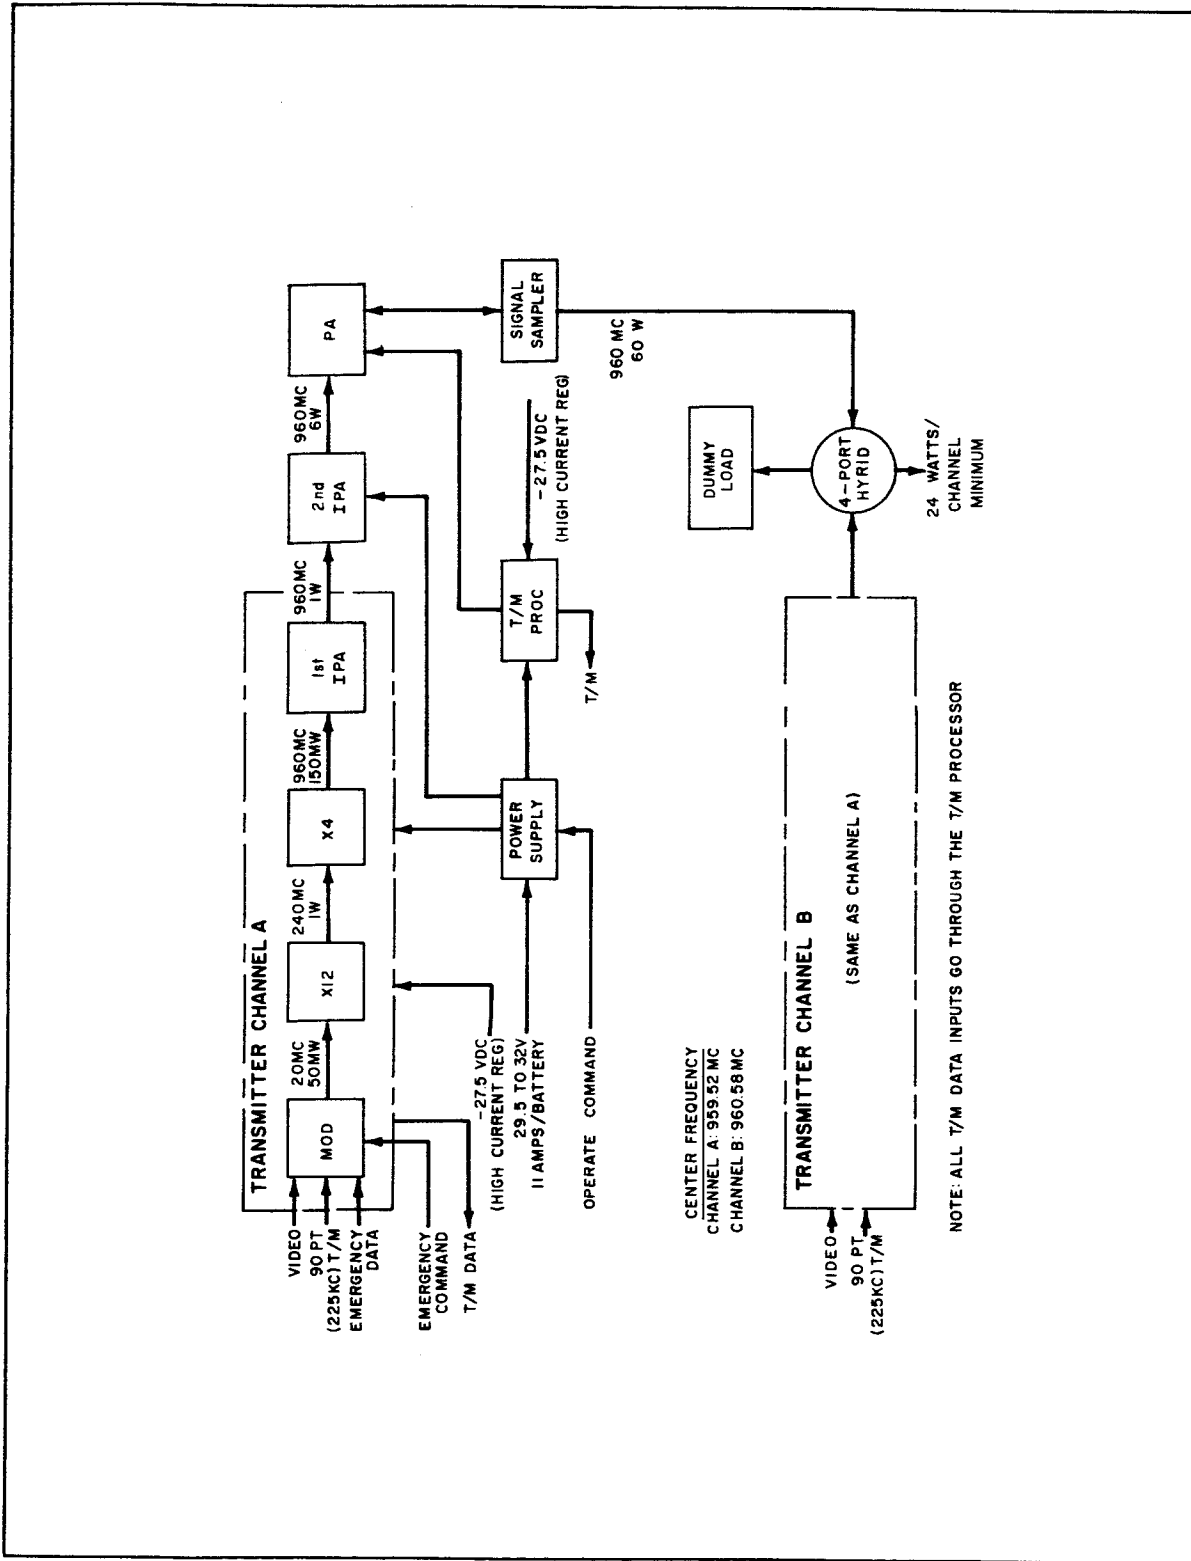 TRANSMITTER CHANNEL A
VIDEO
90 PT
(225KC) T/M
EMERGENCY
DATA
MOD
20MC
50MW
X12
240MC
1W
X4
960MC
150MW
1st
IPA
960MC
1W
2nd
IPA
960MC
6W
PA
EMERGENCY
COMMAND
T/M DATA
-27.5 VDC
(HIGH CURRENT REG)
29.5 TO 32V
11 AMPS/BATTERY
OPERATE COMMAND
POWER
SUPPLY
T/M
PROC
T/M
-27.5 VDC
(HIGH CURRENT REG)
SIGNAL
SAMPLER
960 MC
60 W
CENTER FREQUENCY
CHANNEL A: 959.52 MC
CHANNEL B: 960.58 MC
DUMMY
LOAD
4-PORT
HYRID
24 WATTS/
CHANNEL
MINIMUM
TRANSMITTER CHANNEL B
(SAME AS CHANNEL A)
VIDEO
90 PT
(225KC) T/M
NOTE: ALL T/M DATA INPUTS GO THROUGH THE T/M PROCESSOR